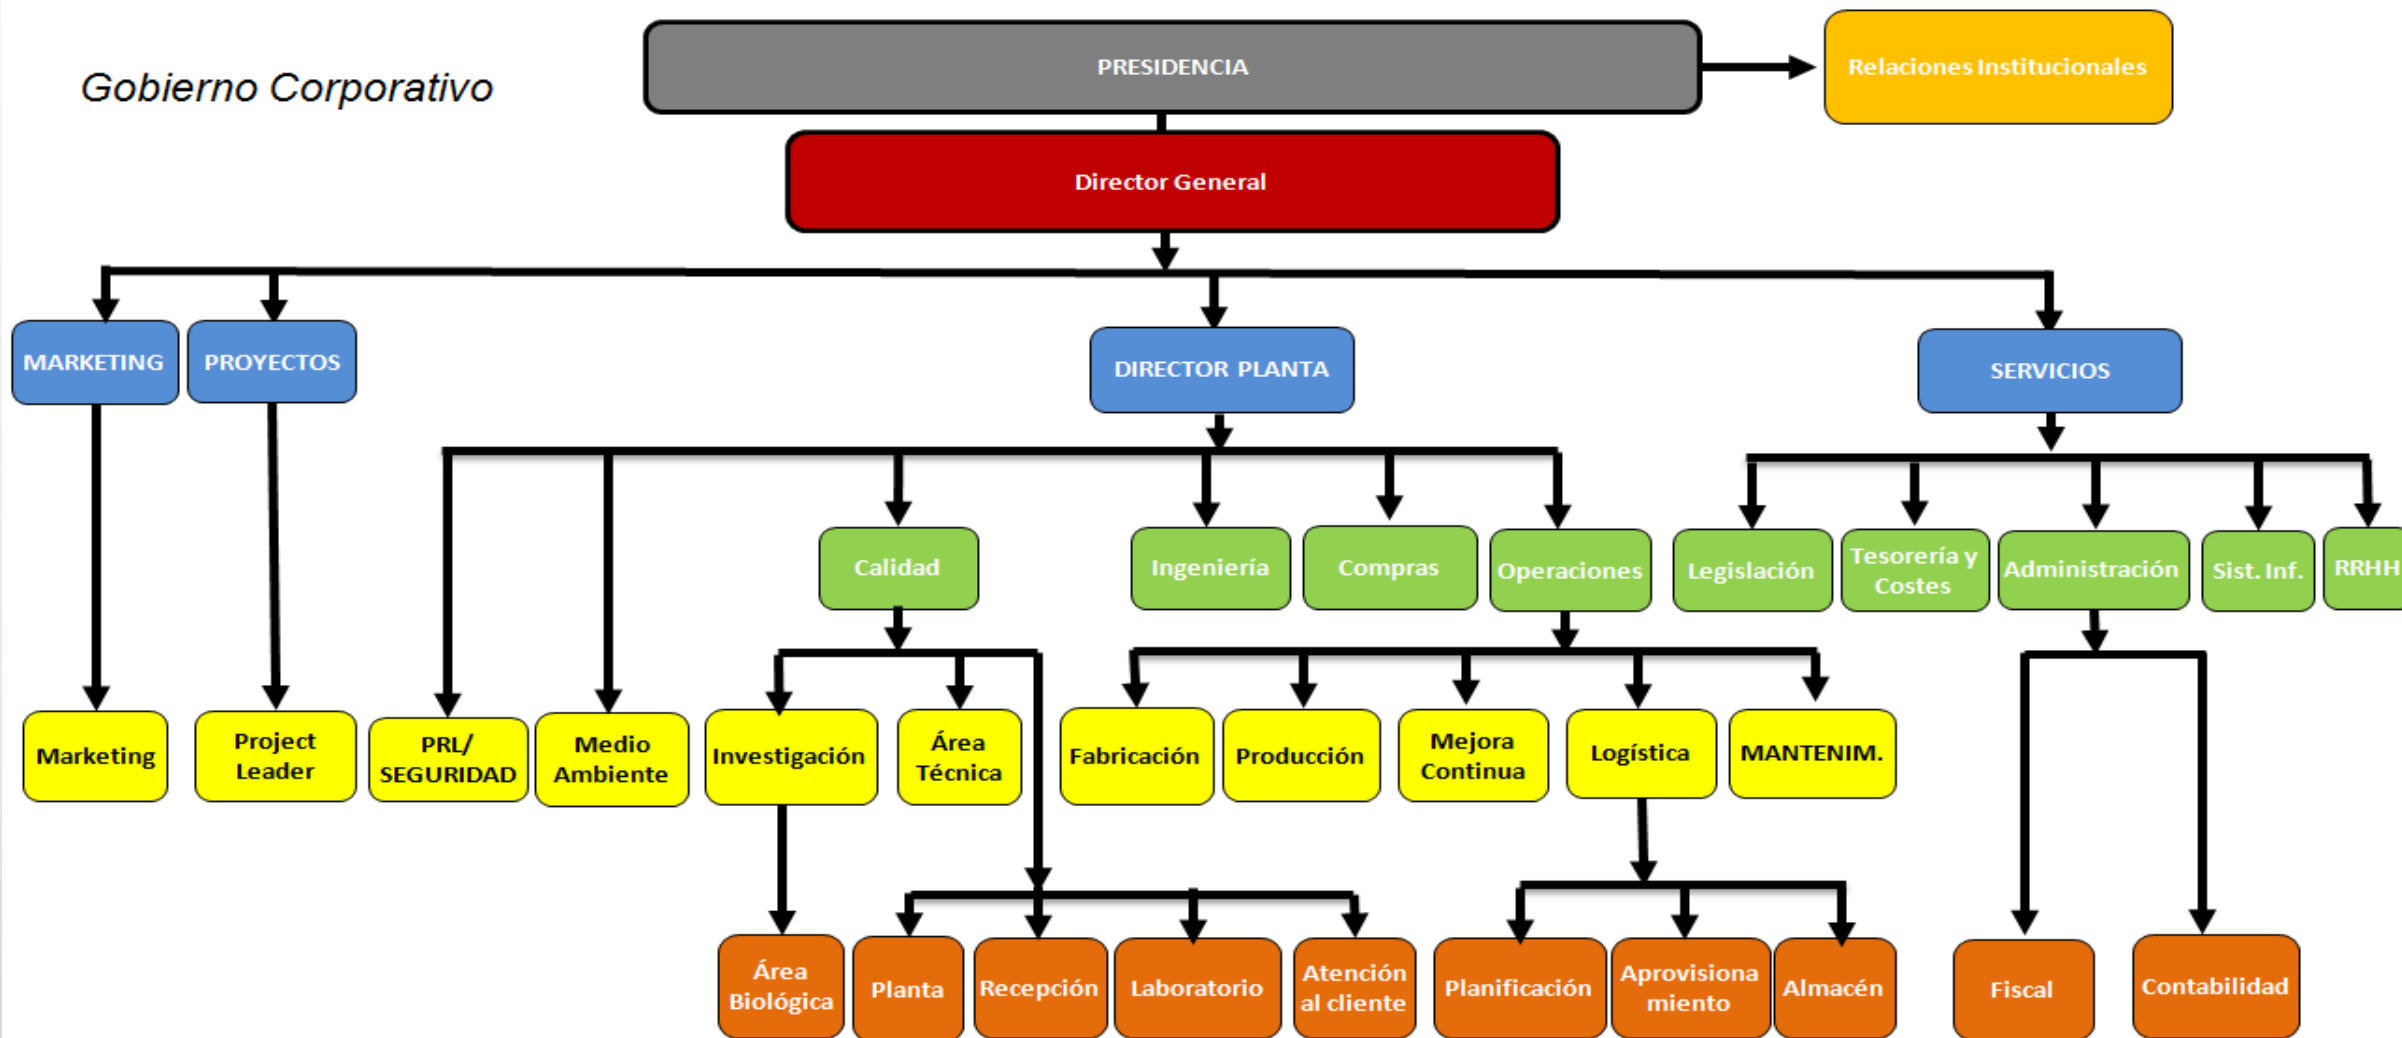 Gobierno Corporativo
PRESIDENCIA
Relaciones Institucionales
Director General
MARKETING
PROYECTOS
DIRECTOR PLANTA
SERVICIOS
Calidad
Ingeniería
Compras
Operaciones
Legislación
Tesorería y
Costes
Administración
Sist. Inf.
RRHH
Marketing
Project
Leader
PRL/
SEGURIDAD
Medio
Ambiente
Investigación
Área
Técnica
Fabricación
Producción
Mejora
Continua
Logística
MANTENIM.
Área
Biológica
Planta
Recepción
Laboratorio
Atención
al cliente
Planificación
Aprovisiona
miento
Almacén
Fiscal
Contabilidad